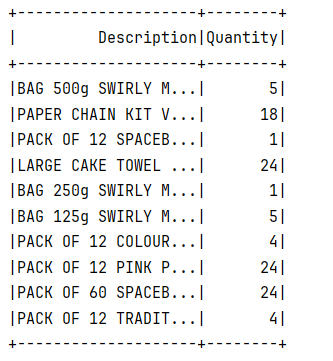 +--------------------+--------+
|         Description|Quantity|
+--------------------+--------+
|BAG 500g SWIRLY M...|       5|
|PAPER CHAIN KIT V...|      18|
|PACK OF 12 SPACEB...|       1|
|LARGE CAKE TOWEL ...|      24|
|BAG 250g SWIRLY M...|       1|
|BAG 125g SWIRLY M...|       5|
|PACK OF 12 COLOUR...|       4|
|PACK OF 12 PINK P...|      24|
|PACK OF 60 SPACEB...|      24|
|PACK OF 12 TRADIT...|       4|
+--------------------+--------+